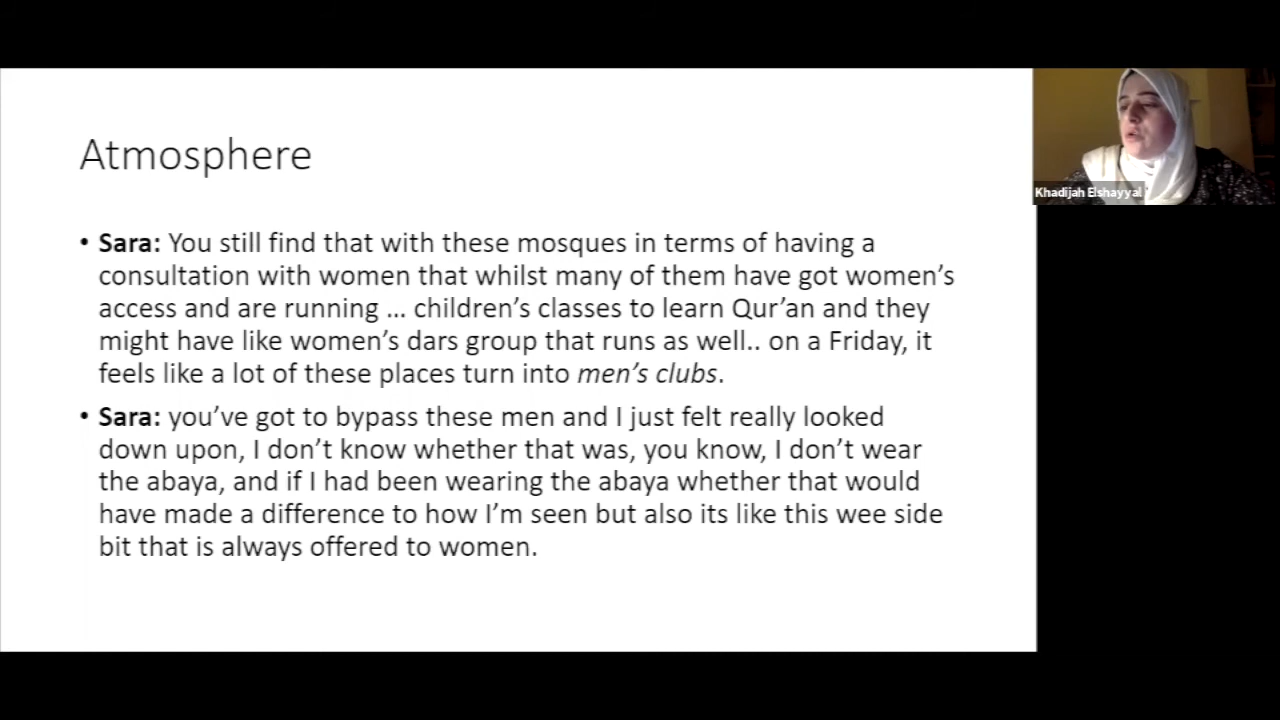 Atmosphere
• Sara: You still find that with these mosques in terms of having a
consultation with women that whilst many of them have got women’s
access and are running ... children’s classes to learn Qur’an and they
might have like women’s dars group that runs as well.. on a Friday, it
feels like a lot of these places turn into men’s clubs.
• Sara: you’ve got to bypass these men and I just felt really looked
down upon, I don’t know whether that was, you know, I don’t wear
the abaya, and if I had been wearing the abaya whether that would
have made a difference to how I’m seen but also its like this wee side
bit that is always offered to women.
Khadijah Elshayyal